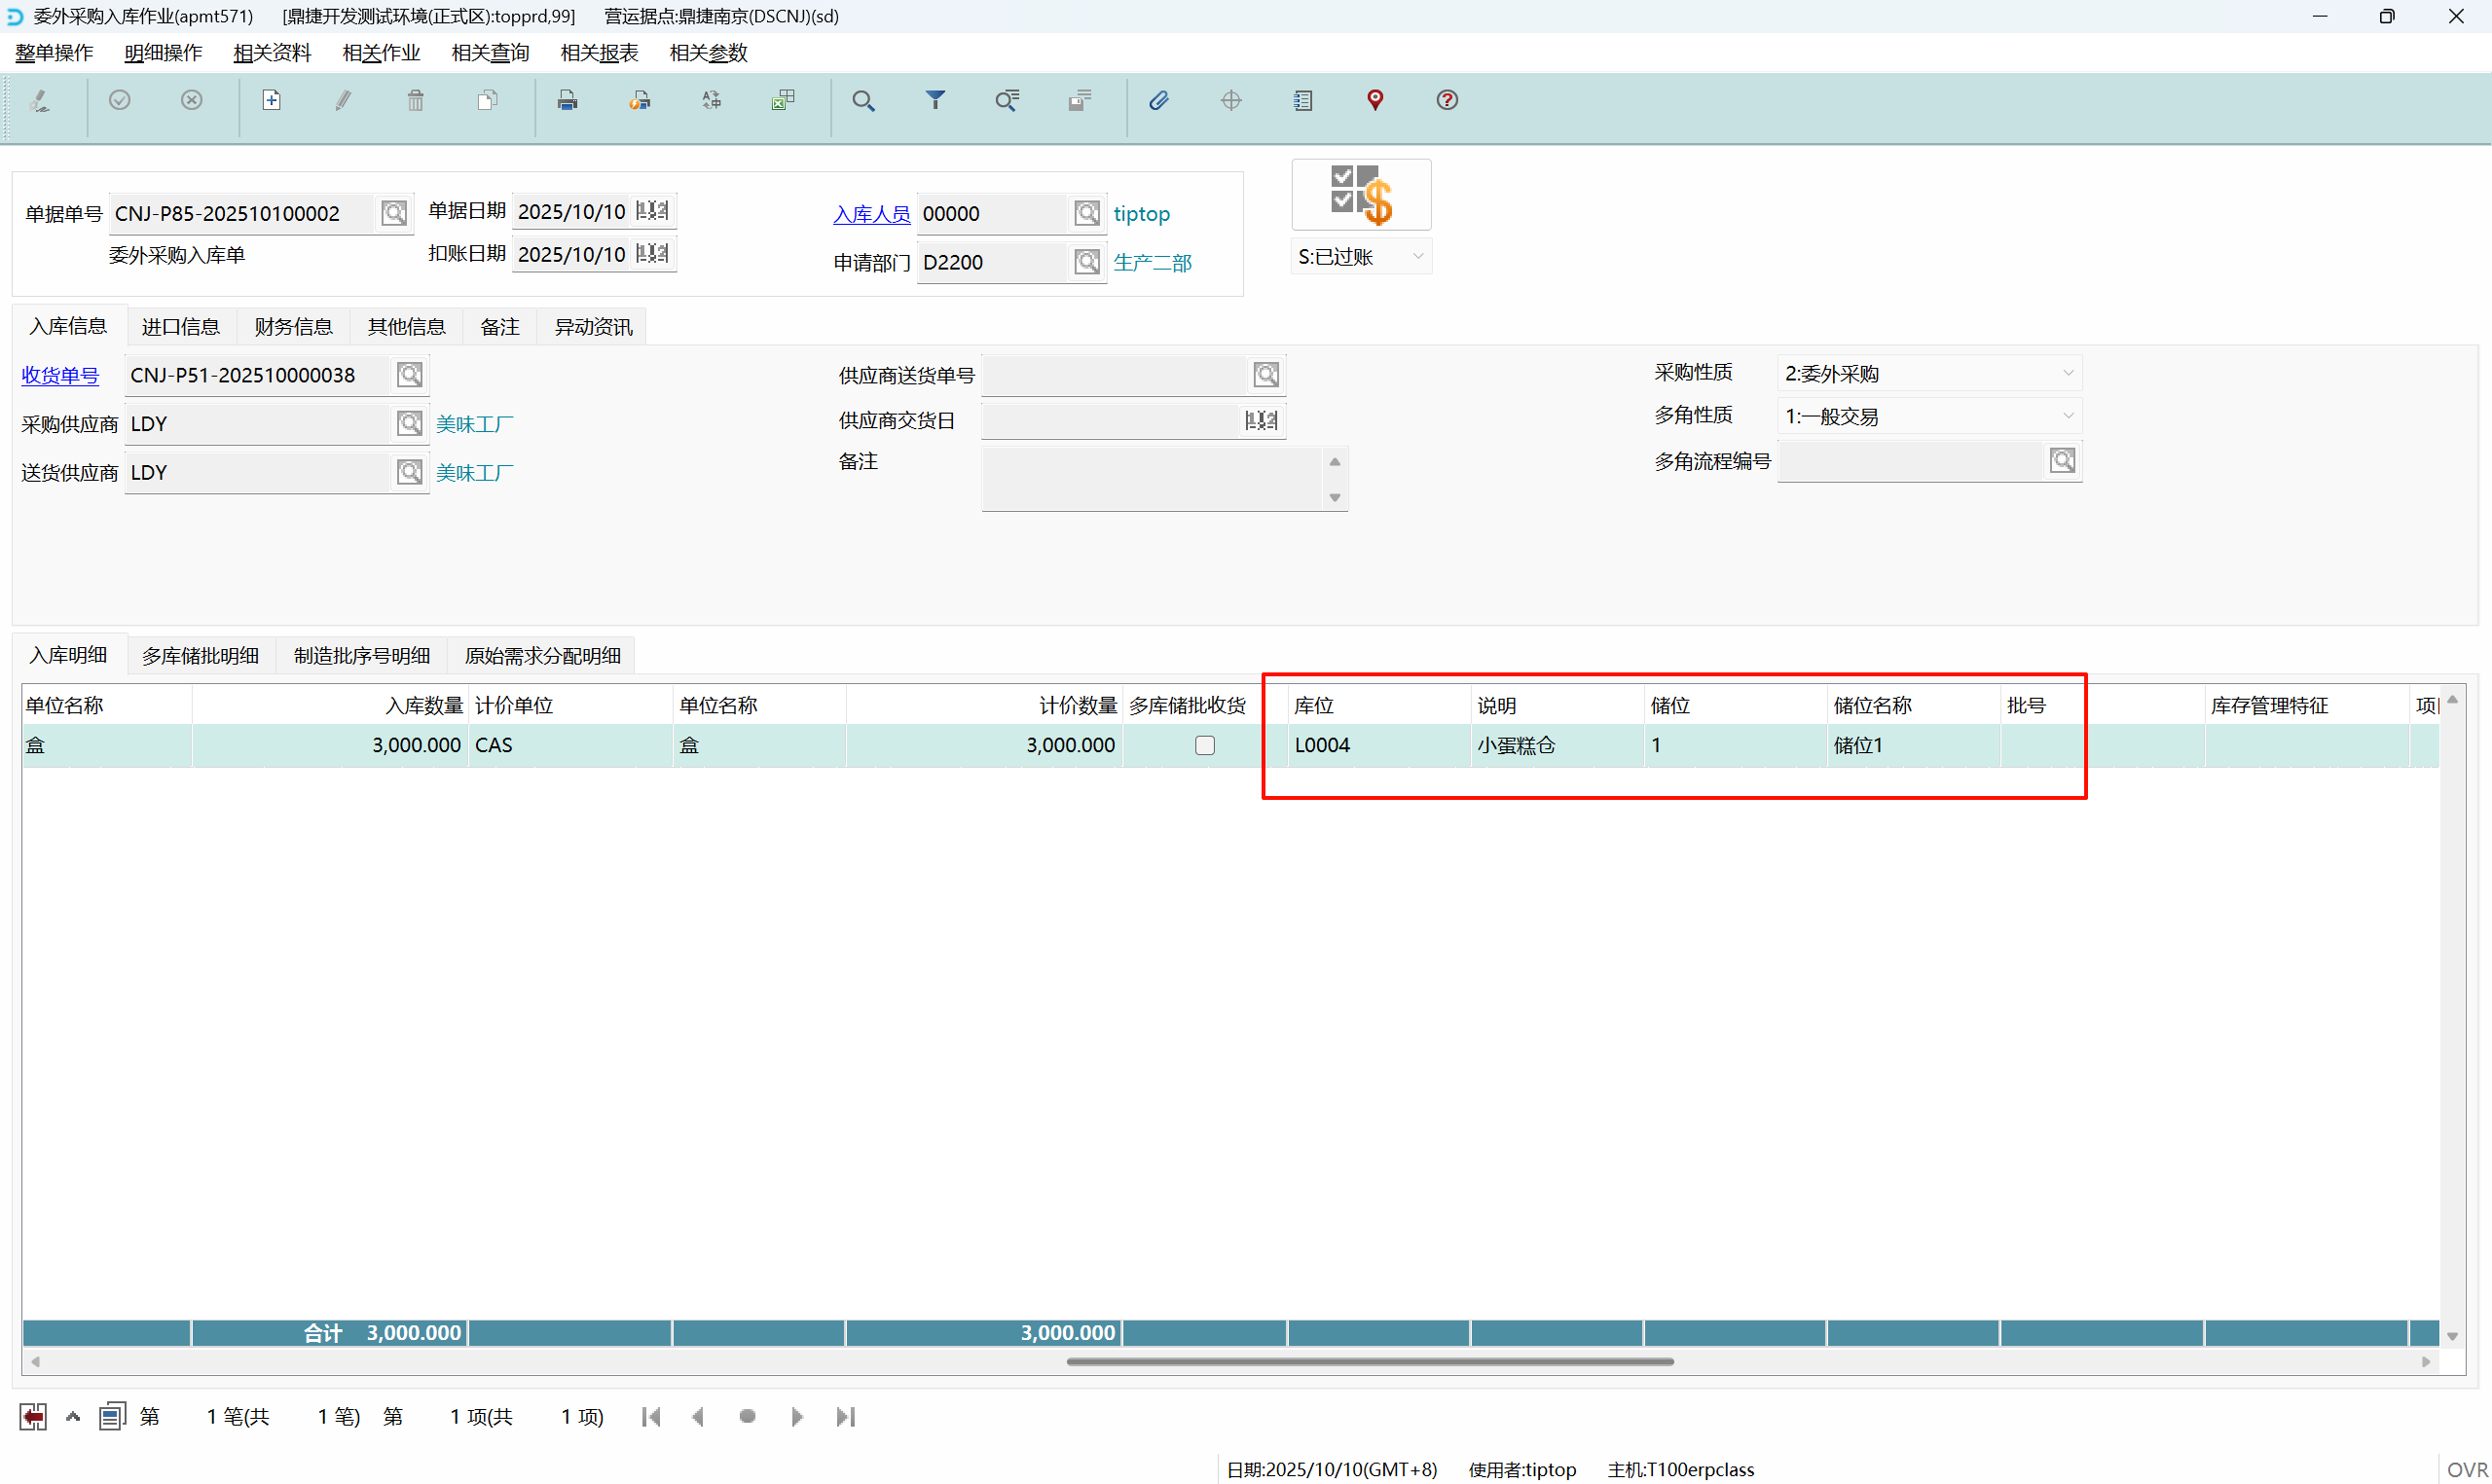 委外采购入库作业(apmt571) [鼎捷开发测试环境(正式区):topprd,99] 营运据点:鼎捷南京(DSCNJ)(sd)
整单操作 明细操作 相关资料 相关作业 相关查询 相关报表 相关参数
单据单号 CNJ-P85-202510100002 单据日期 2025/10/10 入库人员 00000 tiptop
委外采购入库单 扣账日期 2025/10/10 申请部门 D2200 生产二部 S:已过账
入库信息 进口信息 财务信息 其他信息 备注 异动资讯
收货单号 CNJ-P51-202510000038 供应商送货单号 采购性质 2:委外采购
采购供应商 LDY 美味工厂 供应商交货日 多角性质 1:一般交易
送货供应商 LDY 美味工厂 备注 多角流程编号
入库明细 多库储批明细 制造批序号明细 原始需求分配明细
单位名称 入库数量 计价单位 单位名称 计价数量 多库储批收货 库位 说明 储位 储位名称 批号 库存管理特征 项
盒 3,000.000 CAS 盒 3,000.000 L0004 小蛋糕仓 1 储位1
合计 3,000.000 3,000.000
第 1 笔(共 1 笔) 第 1 项(共 1 项)
日期:2025/10/10(GMT+8) 使用者:tiptop 主机:T100erpclass OVR